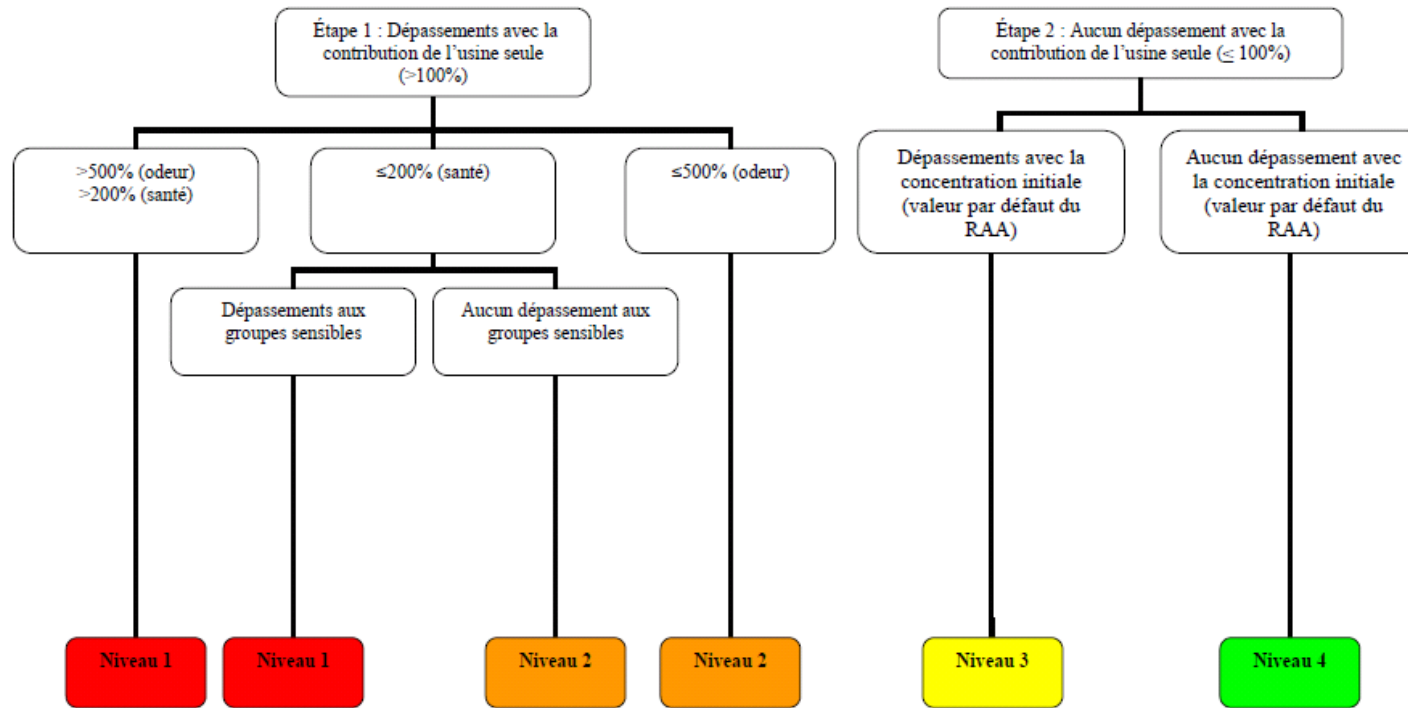 Étape 1 : Dépassements avec la
contribution de l'usine seule
(>100%)
Étape 2 : Aucun dépassement avec la
contribution de l'usine seule (≤ 100%)
>500% (odeur)
>200% (santé)
≤200% (santé)
≤500% (odeur)
Dépassements avec la
concentration initiale
(valeur par défaut du
RAA)
Aucun dépassement avec
la concentration initiale
(valeur par défaut du
RAA)
Dépassements aux
groupes sensibles
Aucun dépassement aux
groupes sensibles
Niveau 1
Niveau 1
Niveau 2
Niveau 2
Niveau 3
Niveau 4